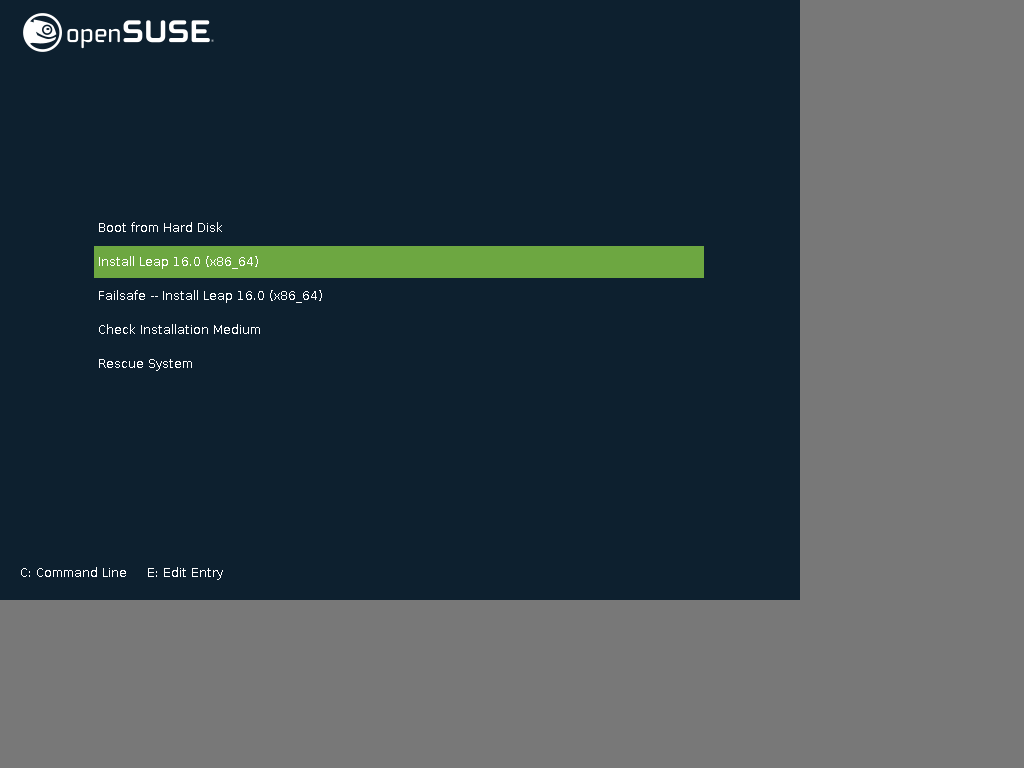 openSUSE.
Boot from Hard Disk
Install Leap 16.0 (x86_64)
Failsafe -- Install Leap 16.0 (x86_64)
Check Installation Medium
Rescue System
C: Command Line E: Edit Entry